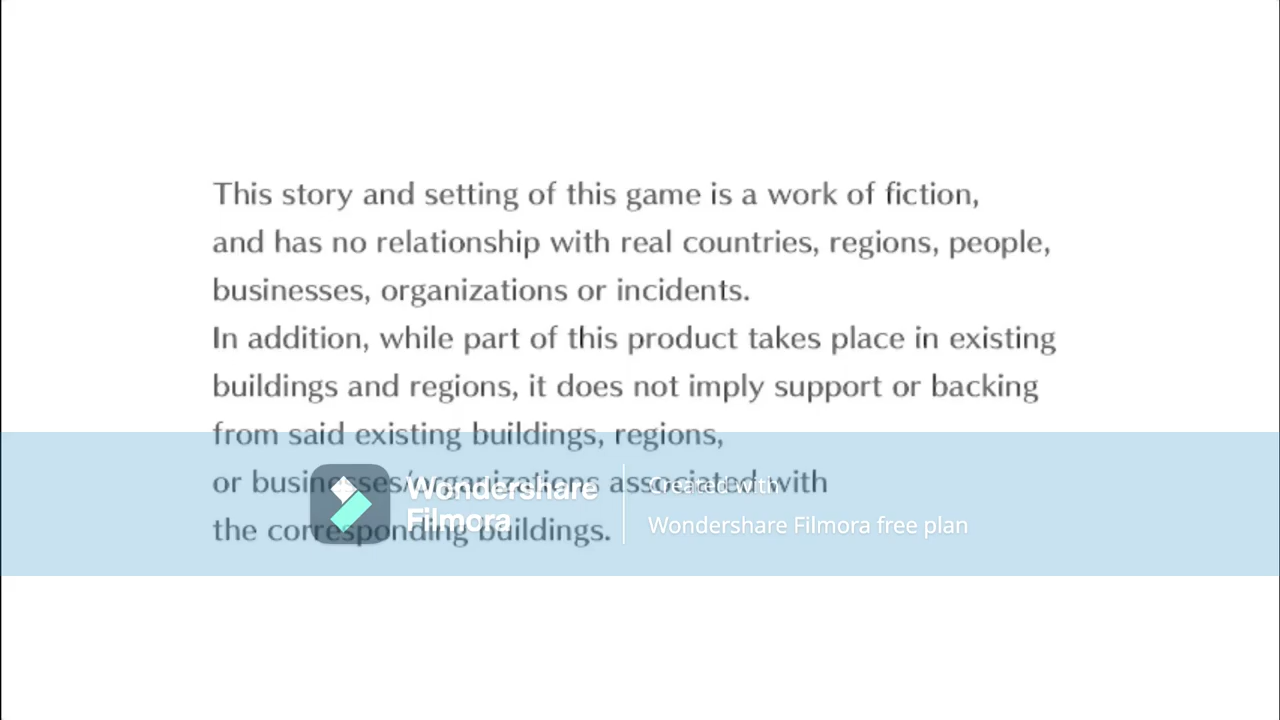 This story and setting of this game is a work of fiction,
and has no relationship with real countries, regions, people,
businesses, organizations or incidents.
In addition, while part of this product takes place in existing
buildings and regions, it does not imply support or backing
from said existing buildings, regions,
or businesses/organizations associated with
the corresponding buildings.
Wondershare
Filmora
Created with
Wondershare Filmora free plan